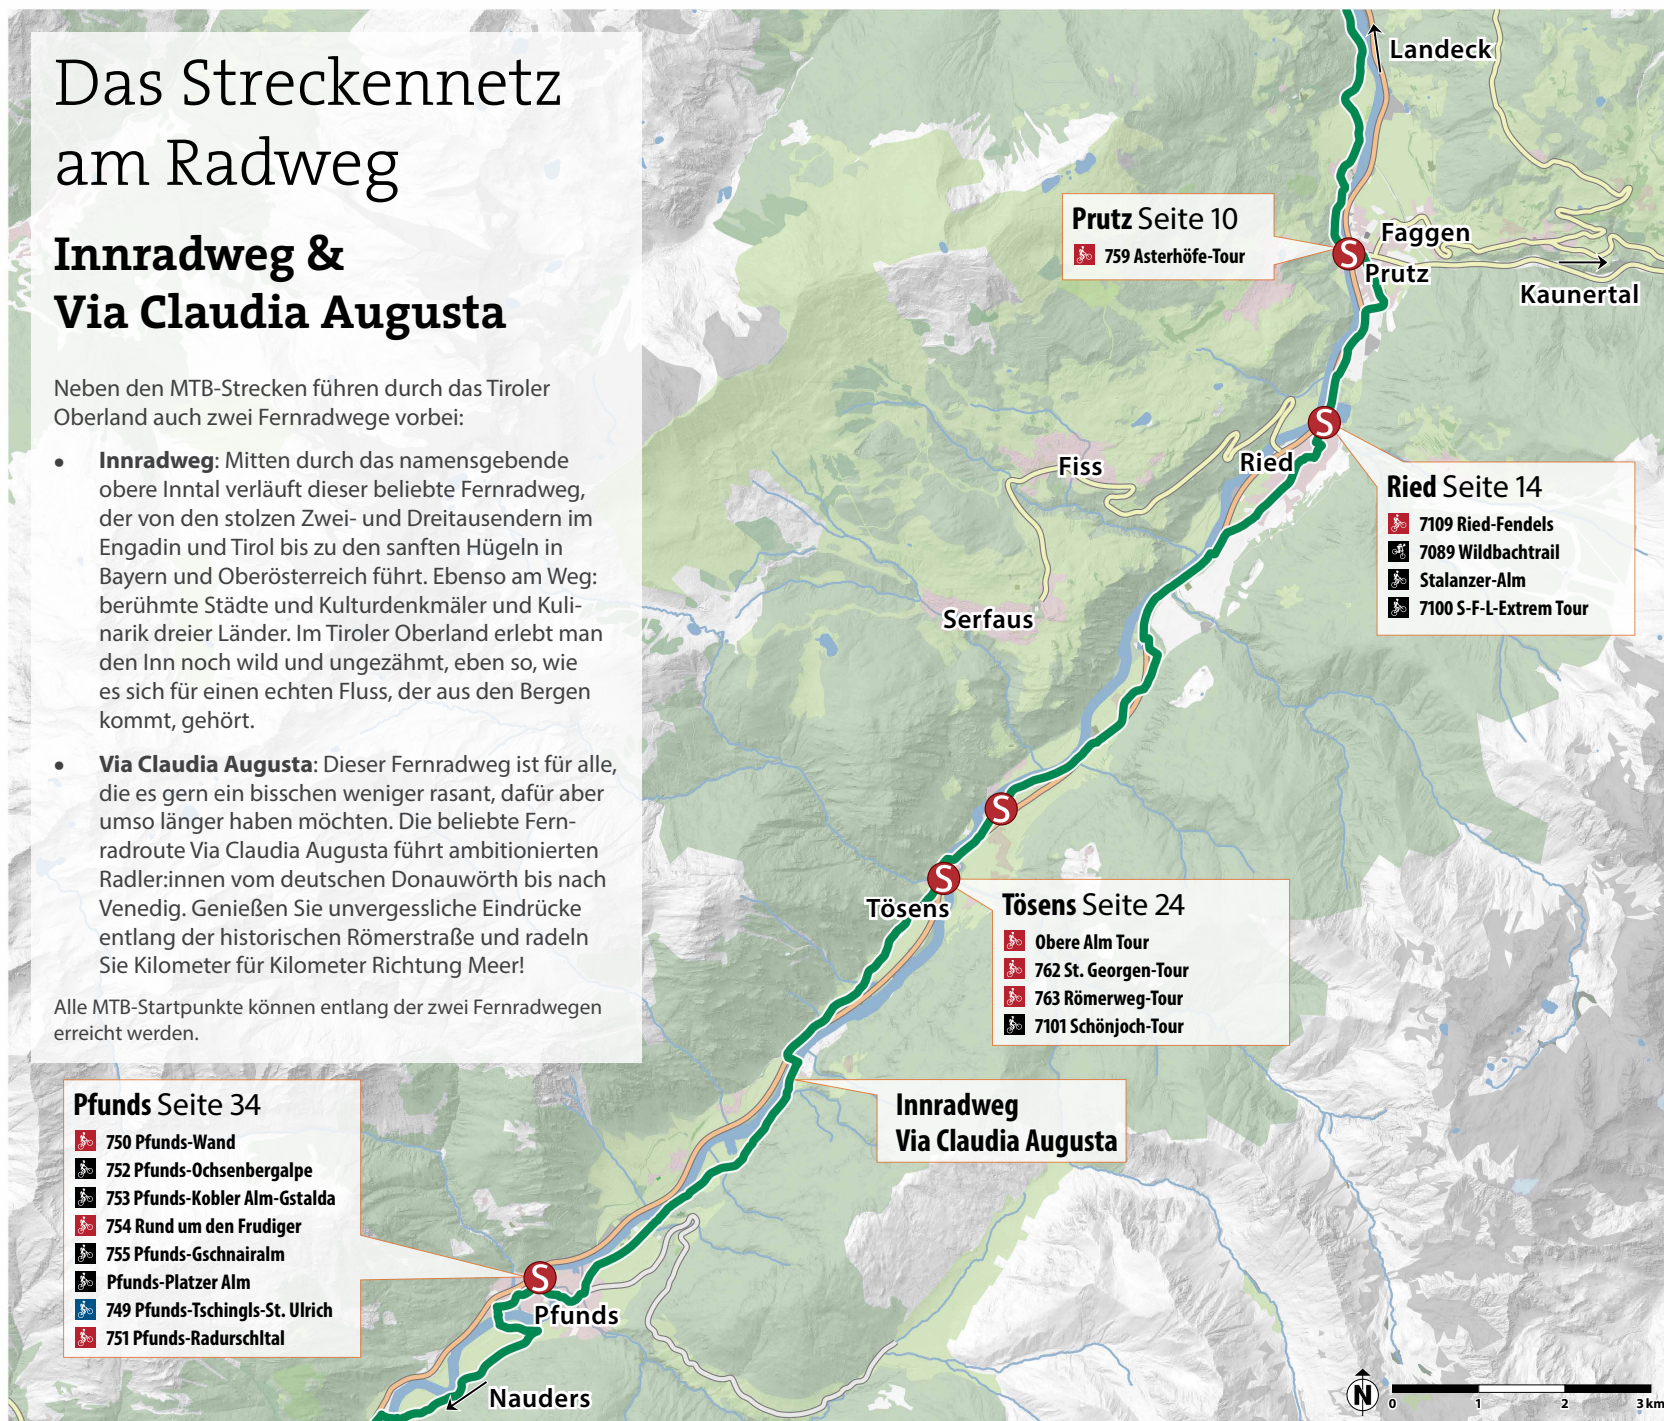 Das Streckennetz
am Radweg
Innradweg &
Via Claudia Augusta
Neben den MTB-Strecken führen durch das Tiroler
Oberland auch zwei Fernradwege vorbei:
• Innradweg: Mitten durch das namensgebende
obere Inntal verläuft dieser beliebte Fernradweg,
der von den stolzen Zwei- und Dreitausendern im
Engadin und Tirol bis zu den sanften Hügeln in
Bayern und Oberösterreich führt. Ebenso am Weg:
berühmte Städte und Kulturdenkmäler und Kuli-
narik dreier Länder. Im Tiroler Oberland erlebt man
den Inn noch wild und ungezähmt, eben so, wie
es sich für einen echten Fluss, der aus den Bergen
kommt, gehört.
• Via Claudia Augusta: Dieser Fernradweg ist für alle,
die es gern ein bisschen weniger rasant, dafür aber
umso länger haben möchten. Die beliebte Fern-
radroute Via Claudia Augusta führt ambitionierten
Radler:innen vom deutschen Donauwörth bis nach
Venedig. Genießen Sie unvergessliche Eindrücke
entlang der historischen Römerstraße und radeln
Sie Kilometer für Kilometer Richtung Meer!
Alle MTB-Startpunkte können entlang der zwei Fernradwegen
erreicht werden.
Landeck
Prutz Seite 10
759 Asterhöfe-Tour
S
Faggen
Prutz
Kaunertal
S
Ried
Fiss
Serfaus
Ried Seite 14
7109 Ried-Fendels
7089 Wildbachtrail
Stalanzer-Alm
7100 S-F-L-Extrem Tour
S
S
Tösens
Tösens Seite 24
Obere Alm Tour
762 St. Georgen-Tour
763 Römerweg-Tour
7101 Schönjoch-Tour
Innradweg
Via Claudia Augusta
Pfunds Seite 34
750 Pfunds-Wand
752 Pfunds-Ochsenbergalpe
753 Pfunds-Kobler Alm-Gstalda
754 Rund um den Frudiger
755 Pfunds-Gschnairalm
Pfunds-Platzer Alm
749 Pfunds-Tschingls-St. Ulrich
751 Pfunds-Radurschltal
S
Pfunds
Nauders
N
0 1 2 3 km